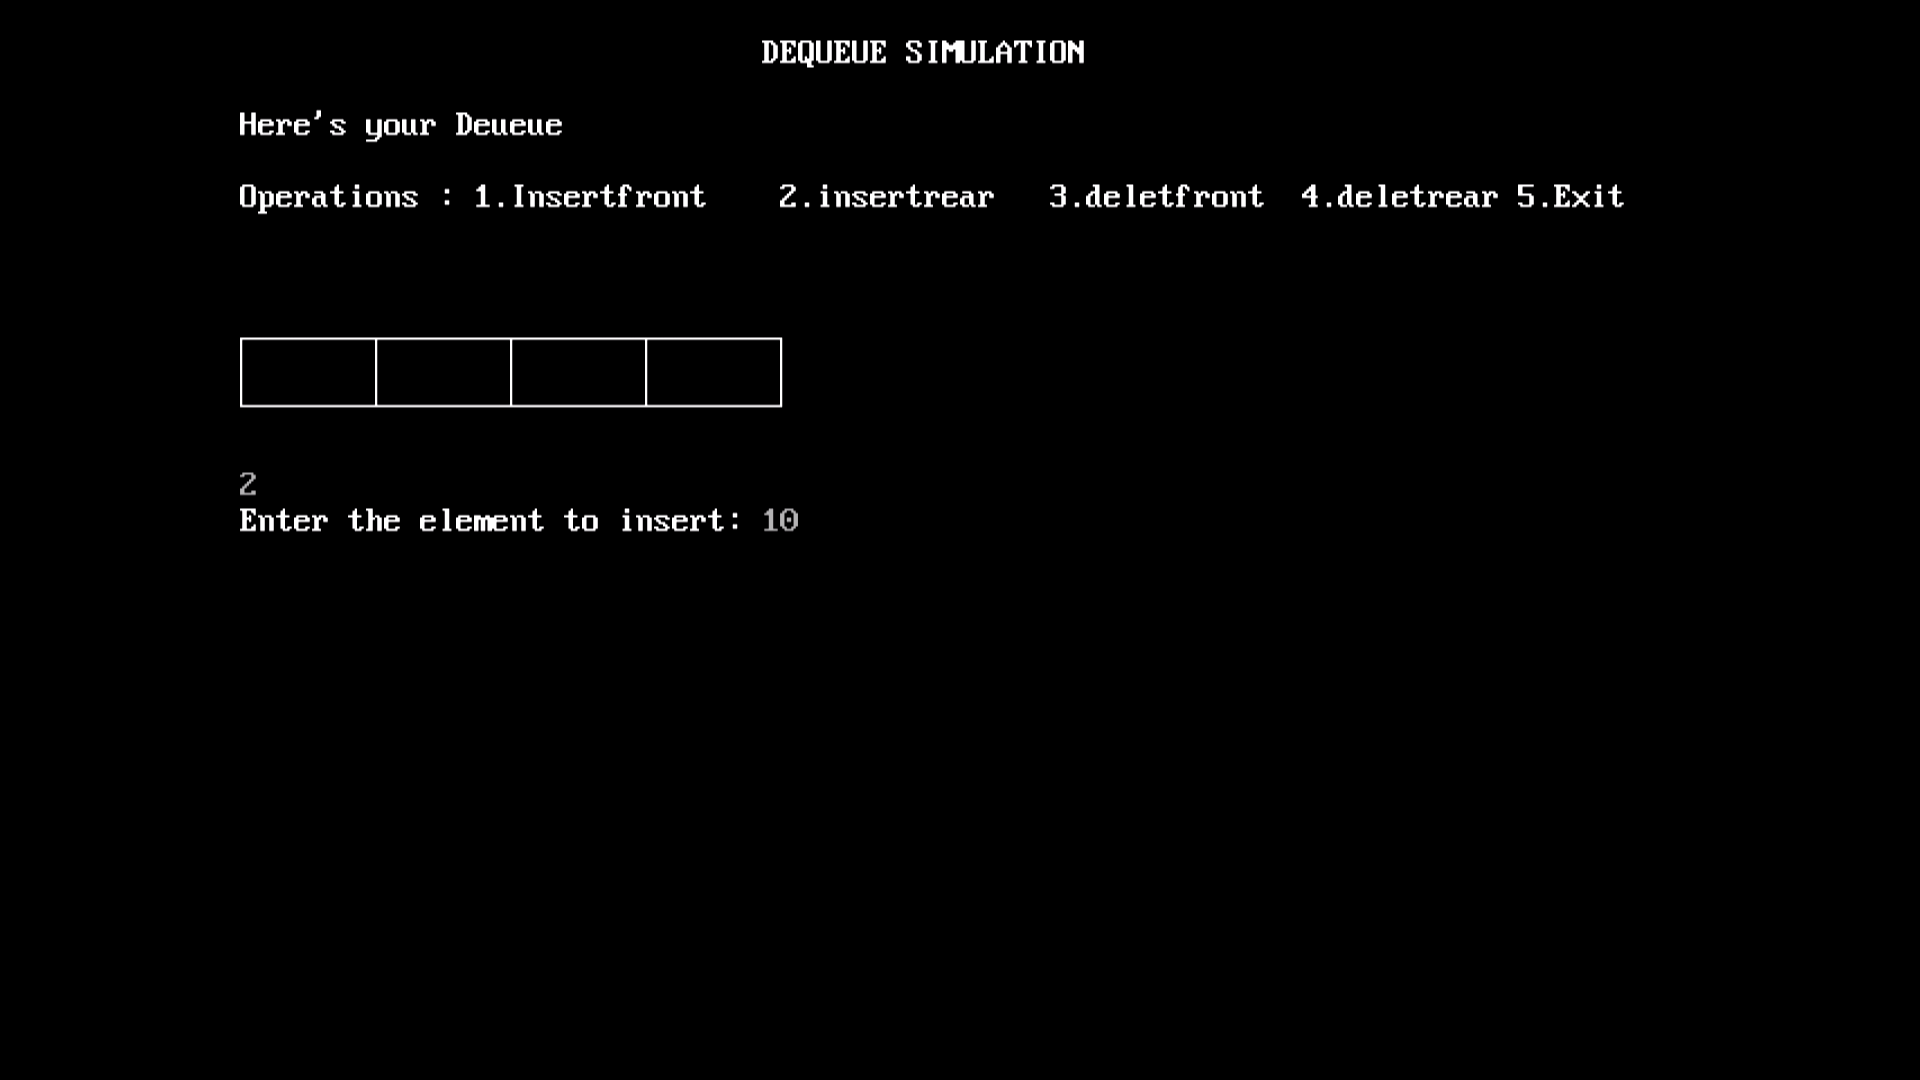 DEQUEUE SIMULATION
Here's your Deueue
Operations : 1.Insertfront 2.insertrear 3.deletfront 4.deletrear 5.Exit
2
Enter the element to insert: 10